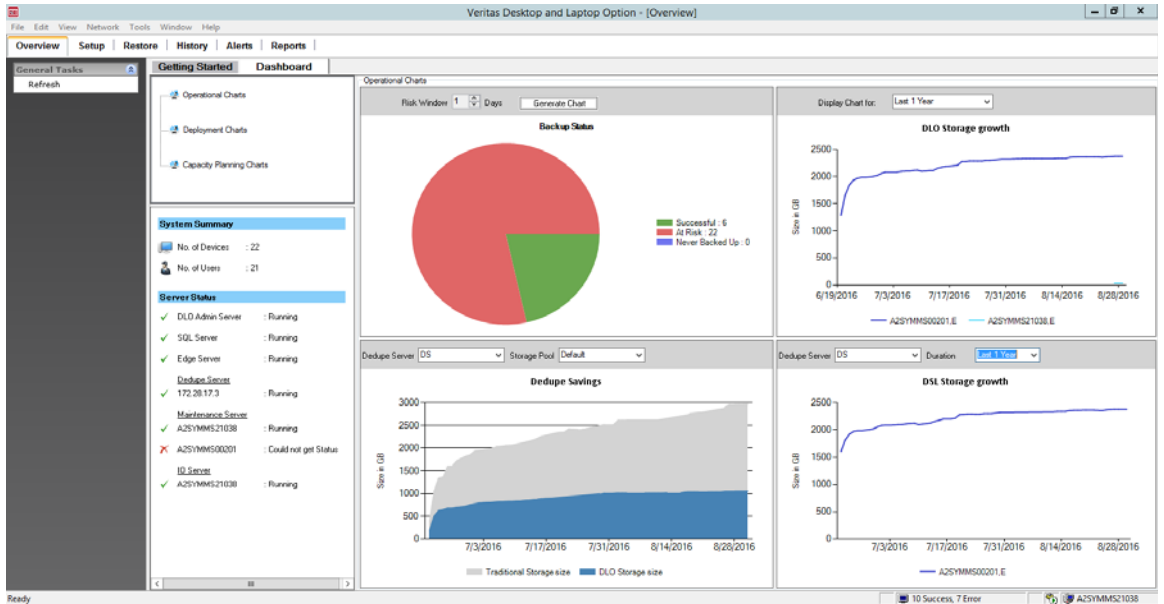 Veritas Desktop and Laptop Option - [Overview]
File Edit View Network Tools Window Help
Overview Setup Restore History Alerts Reports
General Tasks
Refresh
Getting Started Dashboard
Operational Charts
Deployment Charts
Capacity Planning Charts
System Summary
No. of Devices : 22
No. of Users : 21
Server Status
DLO Admin Server : Running
SQL Server : Running
Edge Server : Running
Dedupe Server
172.28.17.3 : Running
Maintenance Server
A2SYMMS21038 : Running
A2SYMMS00201 : Could not get Status
IO Server
A2SYMMS21038 : Running
Operational Charts
Risk Window 1 Days Generate Chart
Backup Status
Successful : 6
At Risk : 22
Never Backed Up : 0
Display Chart for: Last 1 Year
DLO Storage growth
Size in GB
2500
2000
1500
1000
500
0
6/19/2016 7/3/2016 7/17/2016 7/31/2016 8/14/2016 8/28/2016
A2SYMMS00201,E A2SYMMS21038,E
Dedupe Server DS Storage Pool Default
Dedupe Savings
Size in GB
3000
2500
2000
1500
1000
500
0
7/3/2016 7/17/2016 7/31/2016 8/14/2016 8/28/2016
Traditional Storage size DLO Storage size
Dedupe Server DS Duration Last 1 Year
DSL Storage growth
Size in GB
2500
2000
1500
1000
500
0
7/3/2016 7/17/2016 7/31/2016 8/14/2016 8/28/2016
A2SYMMS00201,E
Ready
10 Success, 7 Error
A2SYMMS21038